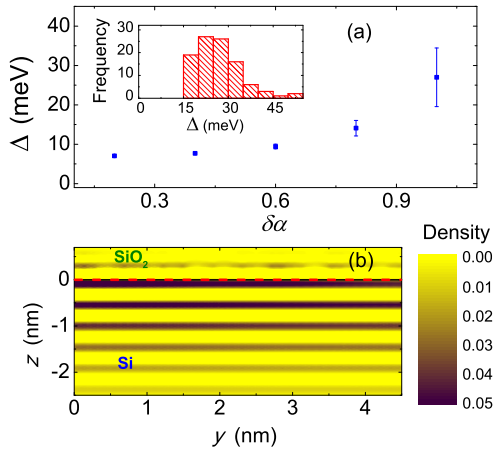 40
30
20
10
0
Δ (meV)
(a)
30
20
10
0
Frequency
0 15 30 45
Δ (meV)
0.3 0.6 0.9
δα
(b)
SiO₂
Si
0
-1
-2
z (nm)
0 1 2 3 4
y (nm)
Density
0.00
0.01
0.02
0.03
0.04
0.05